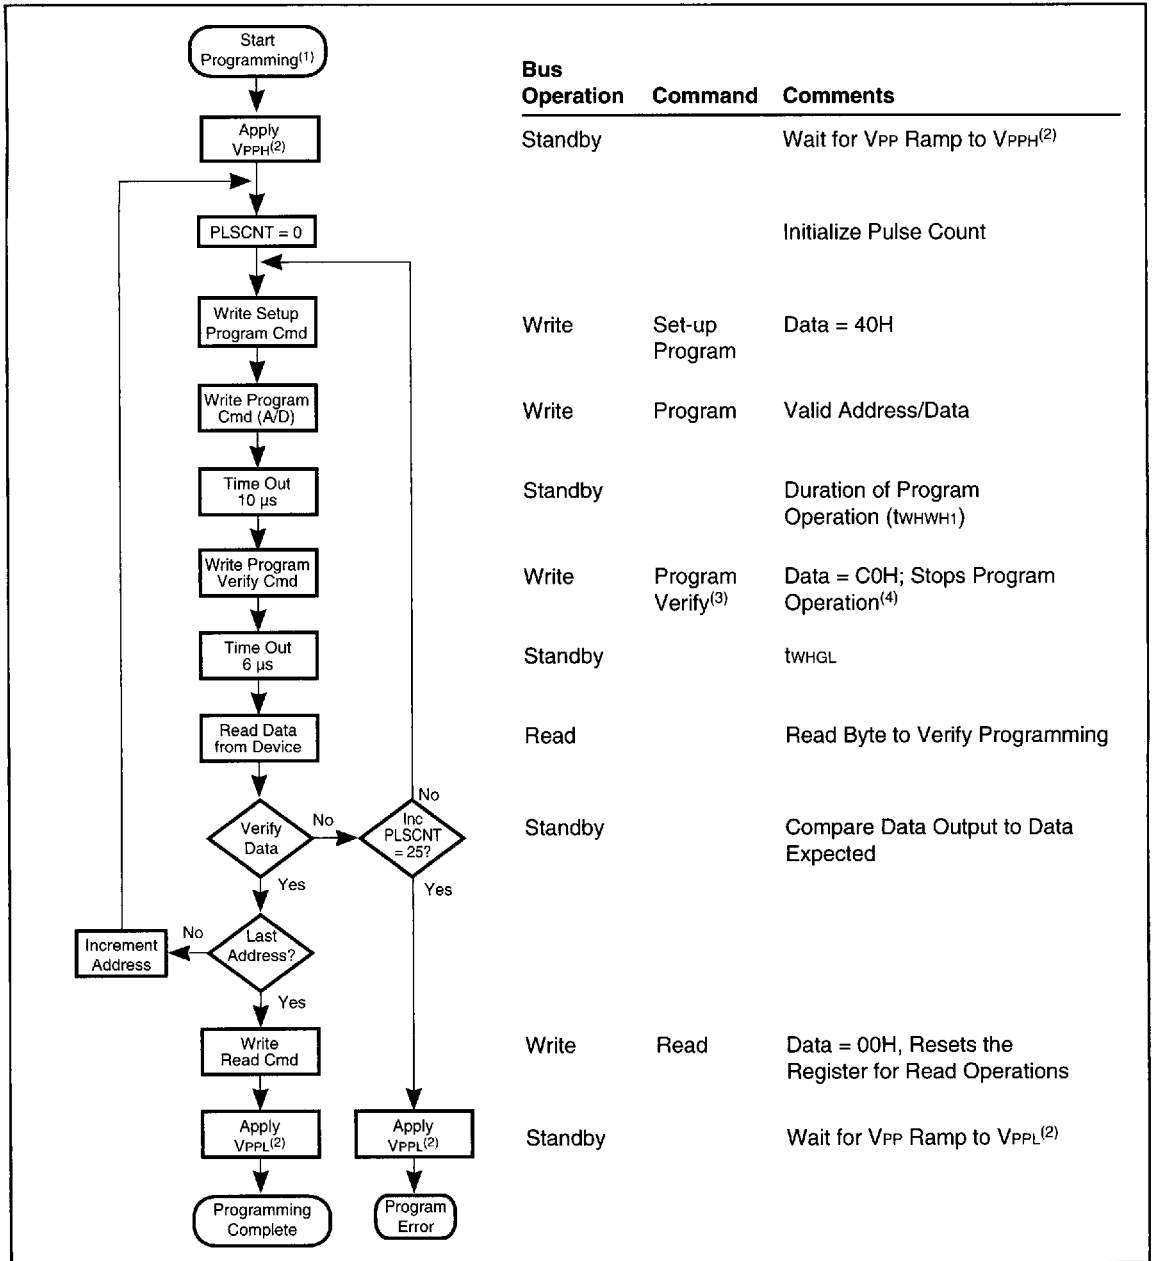 Start
Programming(1)
Apply
VPPH(2)
PLSCNT = 0
Write Setup
Program Cmd
Write Program
Cmd (A/D)
Time Out
10 µs
Write Program
Verify Cmd
Time Out
6 µs
Read Data
from Device
Verify
Data
No
Yes
No
Inc
PLSCNT
= 25?
Yes
Last
Address?
No
Yes
Increment
Address
Write
Read Cmd
Apply
VPPL(2)
Programming
Complete
Apply
VPPL(2)
Program
Error
Bus
Operation Command Comments
Standby Wait for VPP Ramp to VPPH(2)
Initialize Pulse Count
Write Set-up Data = 40H
Program
Write Program Valid Address/Data
Standby Duration of Program
Operation (tWHWH1)
Write Program Data = C0H; Stops Program
Verify(3) Operation(4)
Standby tWHGL
Read Read Byte to Verify Programming
Standby Compare Data Output to Data
Expected
Write Read Data = 00H, Resets the
Register for Read Operations
Standby Wait for VPP Ramp to VPPL(2)